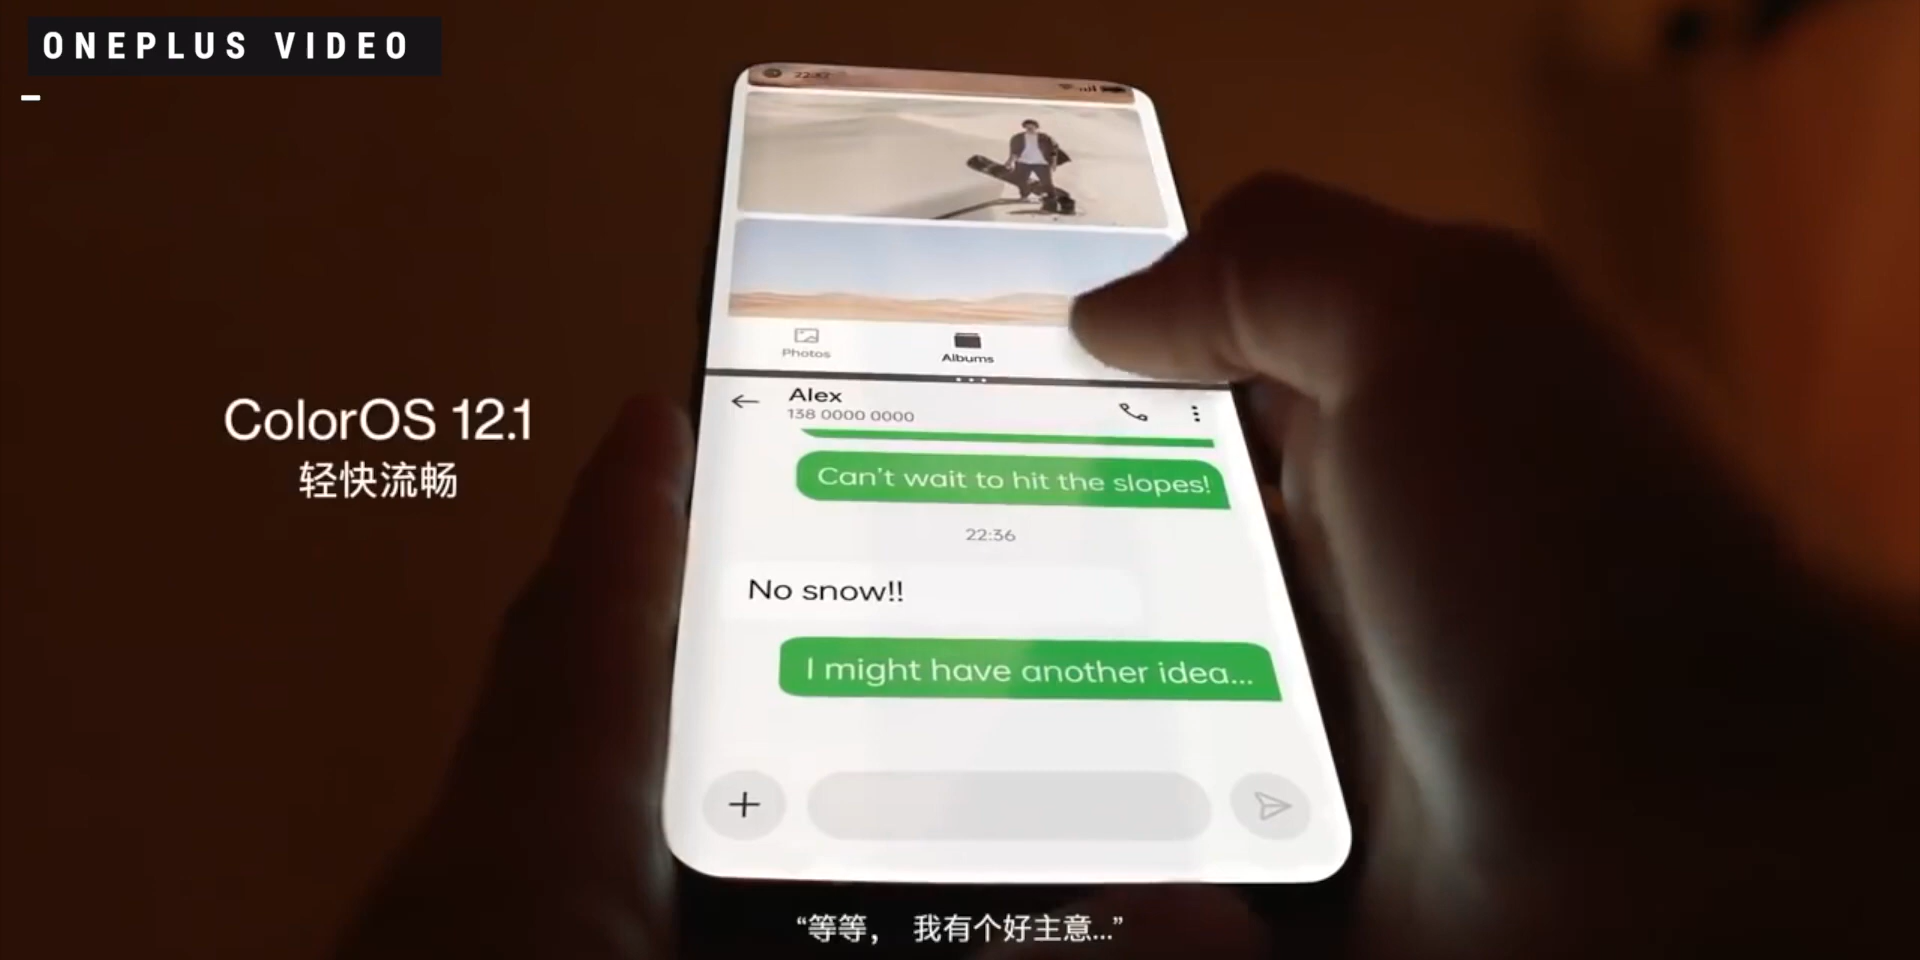 ONEPLUS VIDEO
Photos
Albums
Alex
138 0000 0000
Can't wait to hit the slopes!
22:36
No snow!!
I might have another idea...
ColorOS 12.1
轻快流畅
“等等， 我有个好主意...”